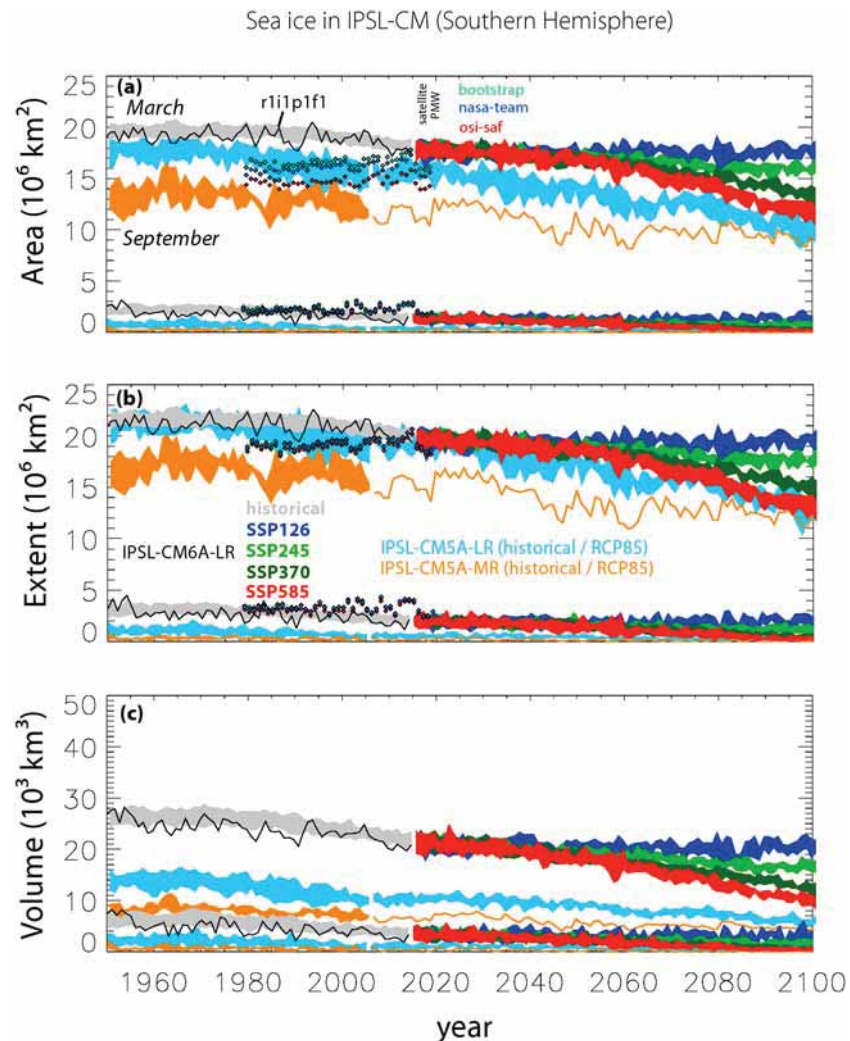 Sea ice in IPSL-CM (Southern Hemisphere)
(a)
March
r1i1p1f1
satellite
PMW
bootstrap
nasa-team
osi-saf
September
Area (10⁶ km²)
25
20
15
10
5
0
(b)
Extent (10⁶ km²)
25
20
15
10
5
0
historical
SSP126
IPSL-CM6A-LR
SSP245
SSP370
SSP585
IPSL-CM5A-LR (historical / RCP85)
IPSL-CM5A-MR (historical / RCP85)
(c)
Volume (10³ km³)
50
40
30
20
10
0
1960 1980 2000 2020 2040 2060 2080 2100
year